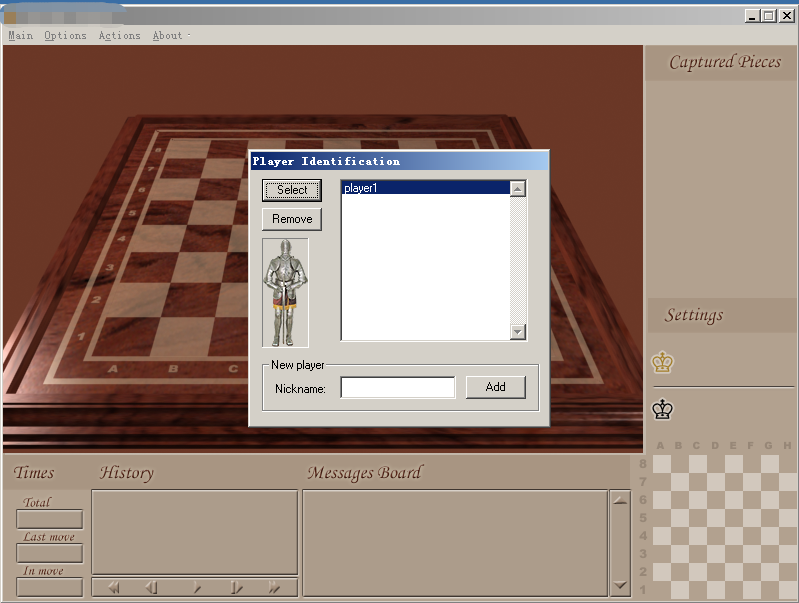 Main Options Actions About
Captured Pieces
Player Identification
Select
player1
Remove
New player
Nickname:
Add
8
7
6
5
4
3
2
1
A B C
Settings
Times
History
Messages Board
Total
Last move
In move
A B C D E F G H
8
7
6
5
4
3
2
1